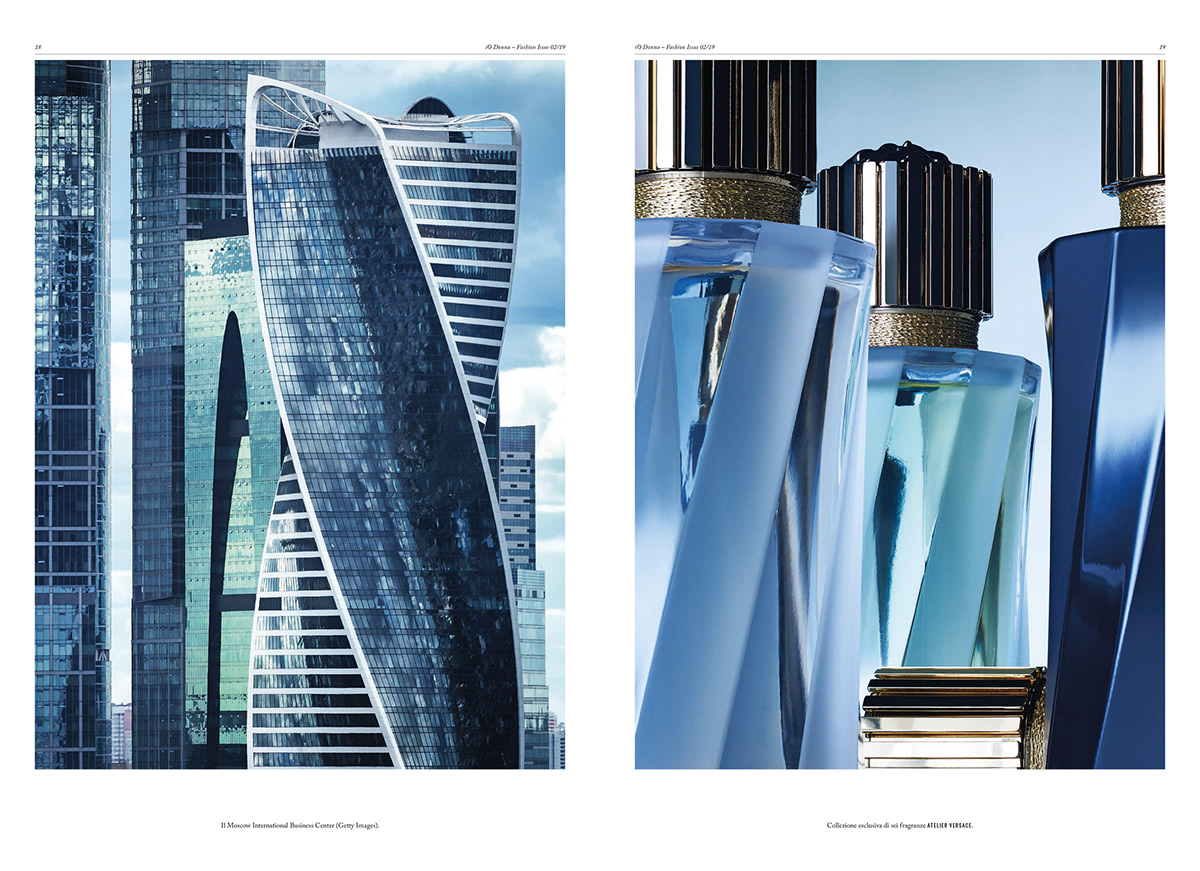 18
iO Donna – Fashion Issue 02/19
iO Donna – Fashion Issue 02/19
19
Il Moscow International Business Center (Getty Images).
Collezione esclusiva di sei fragranze ATELIER VERSACE.